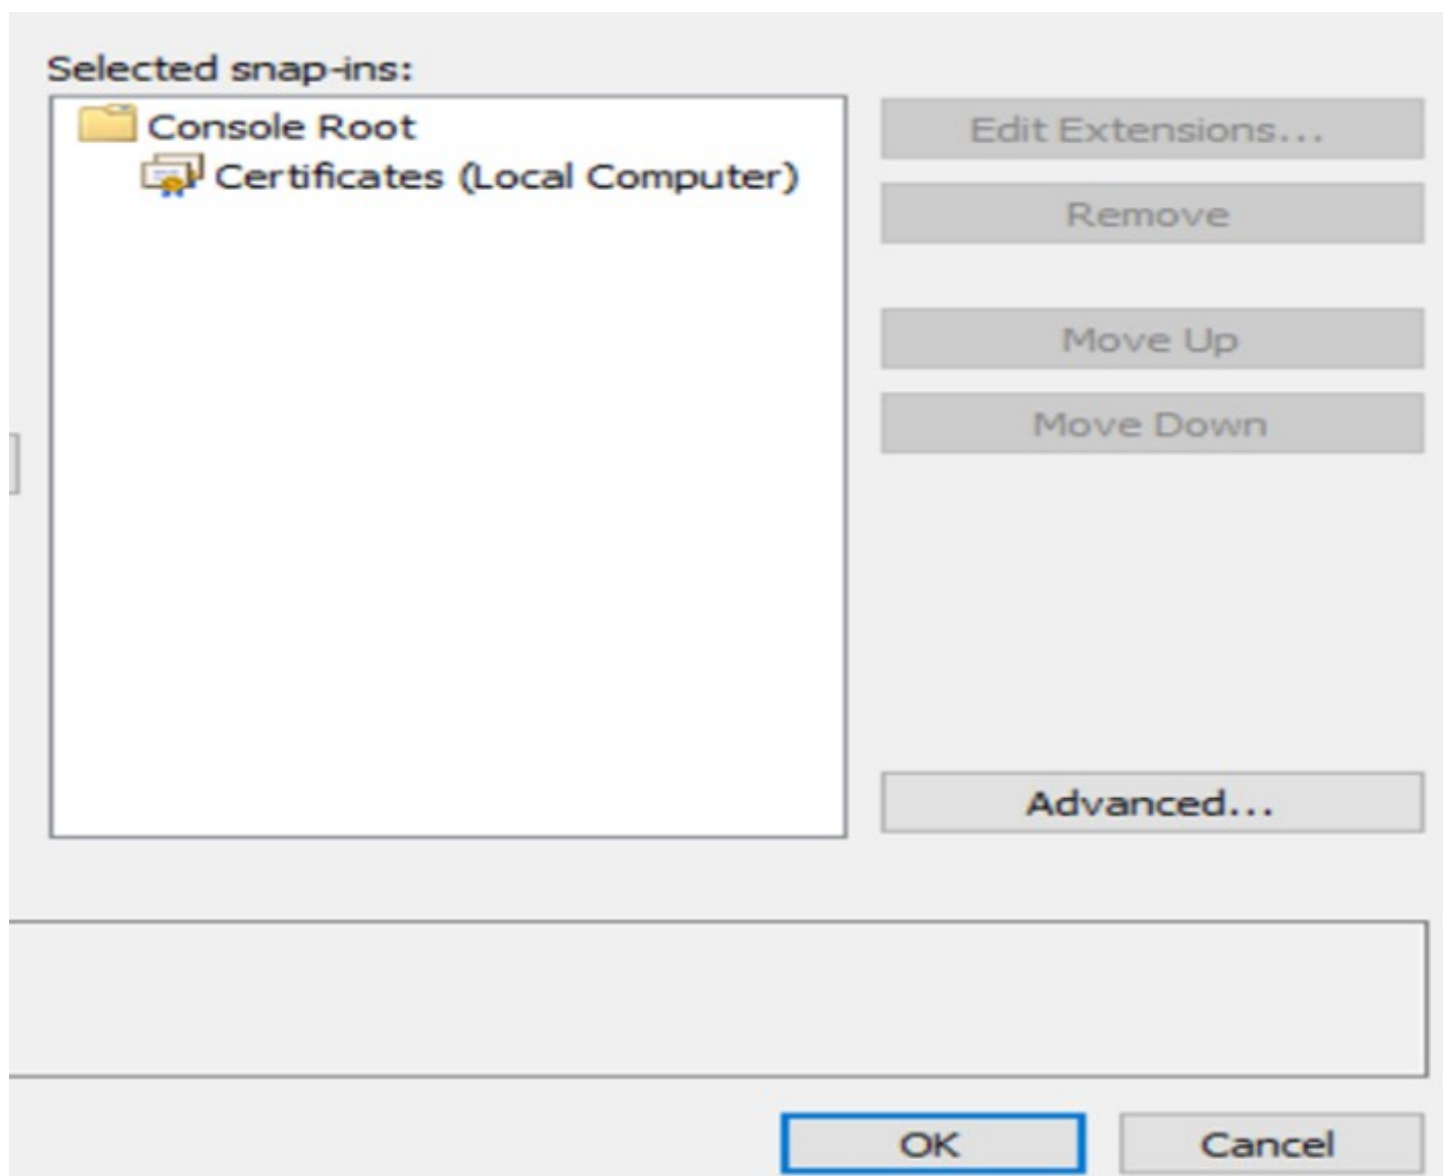 Selected snap-ins:
Console Root
Certificates (Local Computer)
Edit Extensions...
Remove
Move Up
Move Down
Advanced...
OK
Cancel